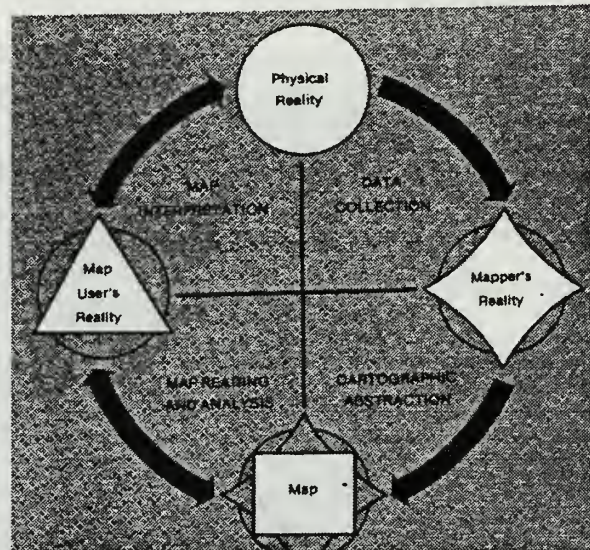 Physical
Reality
MAP
INTERPRETATION
DATA
COLLECTION
Map
User's
Reality
Mapper's
Reality
MAP READING
AND ANALYSIS
CARTOGRAPHIC
ABSTRACTION
Map